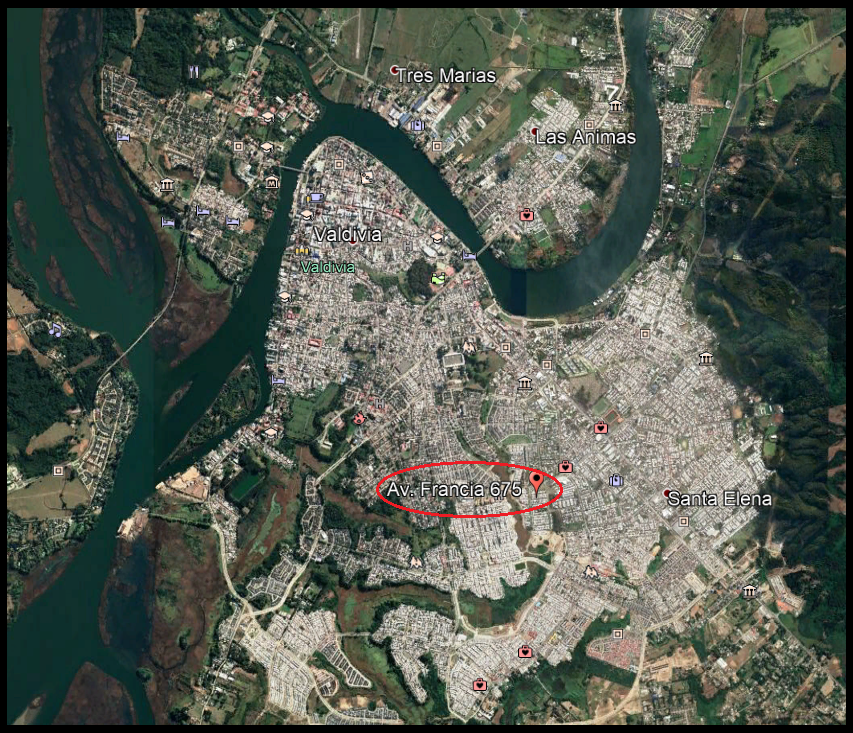 Tres Marias
Las Animas
Valdivia
Valdivia
Av. Francia 675
Santa Elena